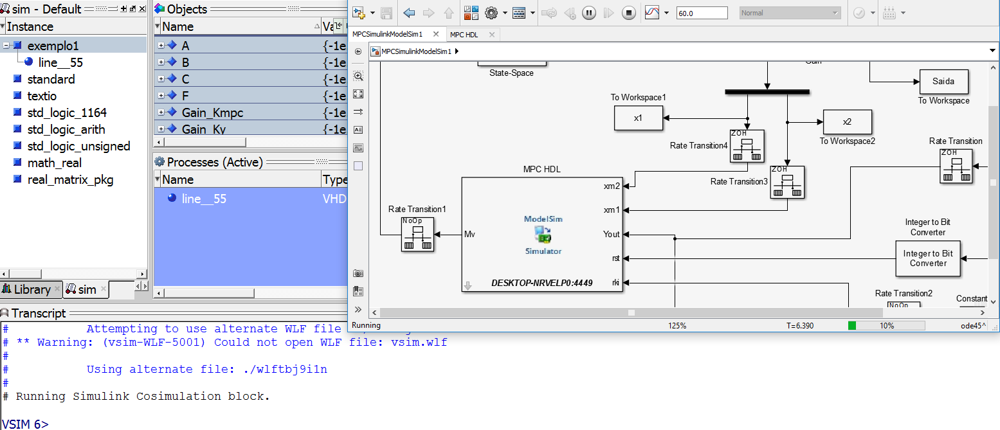 sim - Default
Instance
exemplo1
line__55
standard
textio
std_logic_1164
std_logic_arith
std_logic_unsigned
math_real
real_matrix_pkg
Library
sim
Objects
Name
A {-1e
B {-1e
C {-1e
F {-1e
Gain_Kmpc {-1e
Gain_Ky {-1e
Processes (Active)
Name Type
line__55 VHD
60.0
Normal
MPCSimulinkModelSim1
MPC HDL
MPCSimulinkModelSim1
State-Space
Saida
To Workspace
To Workspace1
x1
x2
To Workspace2
ZOH
Rate Transition4
Rate Transition
ZOH
ZOH
Rate Transition3
MPC HDL
xm2
xm1
Rate Transition1
NoOp
Mv
ModelSim
Simulator
Yout
rst
rki
DESKTOP-NRVELP0:4449
Integer to Bit
Converter
Integer to Bit
Converter
Rate Transition2
NoOp
Constant
Running
125%
T=6.390
10%
ode45^
Transcript
# Attempting to use alternate WLF file
# ** Warning: (vsim-WLF-5001) Could not open WLF file: vsim.wlf
#
# Using alternate file: ./wlftbj9i1n
#
# Running Simulink Cosimulation block.
VSIM 6>